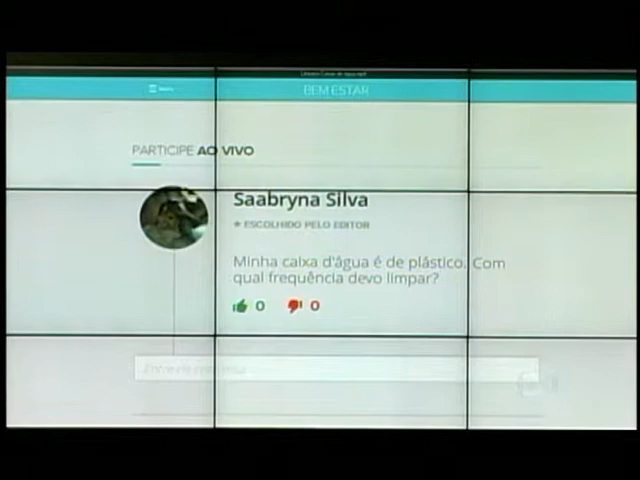 BEM ESTAR
PARTICIPE AO VIVO
Saabryna Silva
★ ESCOLHIDO PELO EDITOR
Minha caixa d'água é de plástico. Com
qual frequência devo limpar?
0 0